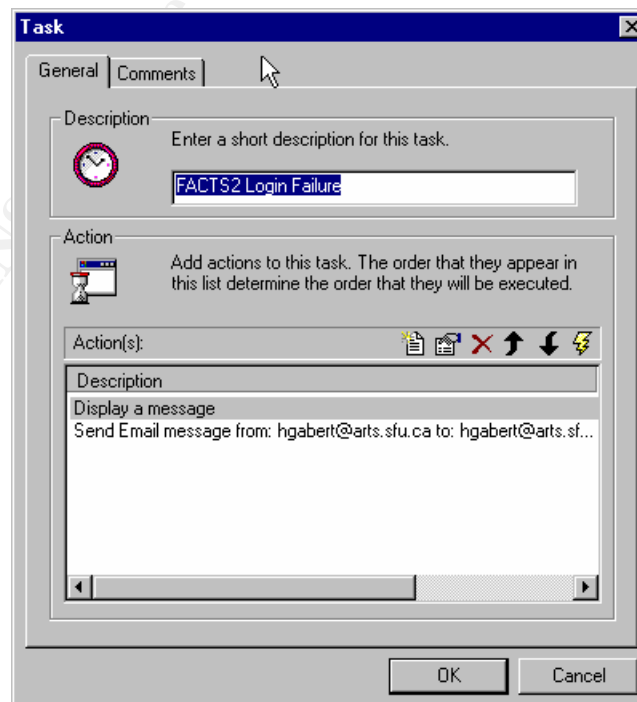 Task
General
Comments
Description
Enter a short description for this task.
FACTS2 Login Failure
Action
Add actions to this task. The order that they appear in
this list determine the order that they will be executed.
Action(s):
Description
Display a message
Send Email message from: hgabert@arts.sfu.ca to: hgabert@arts.sf...
OK
Cancel